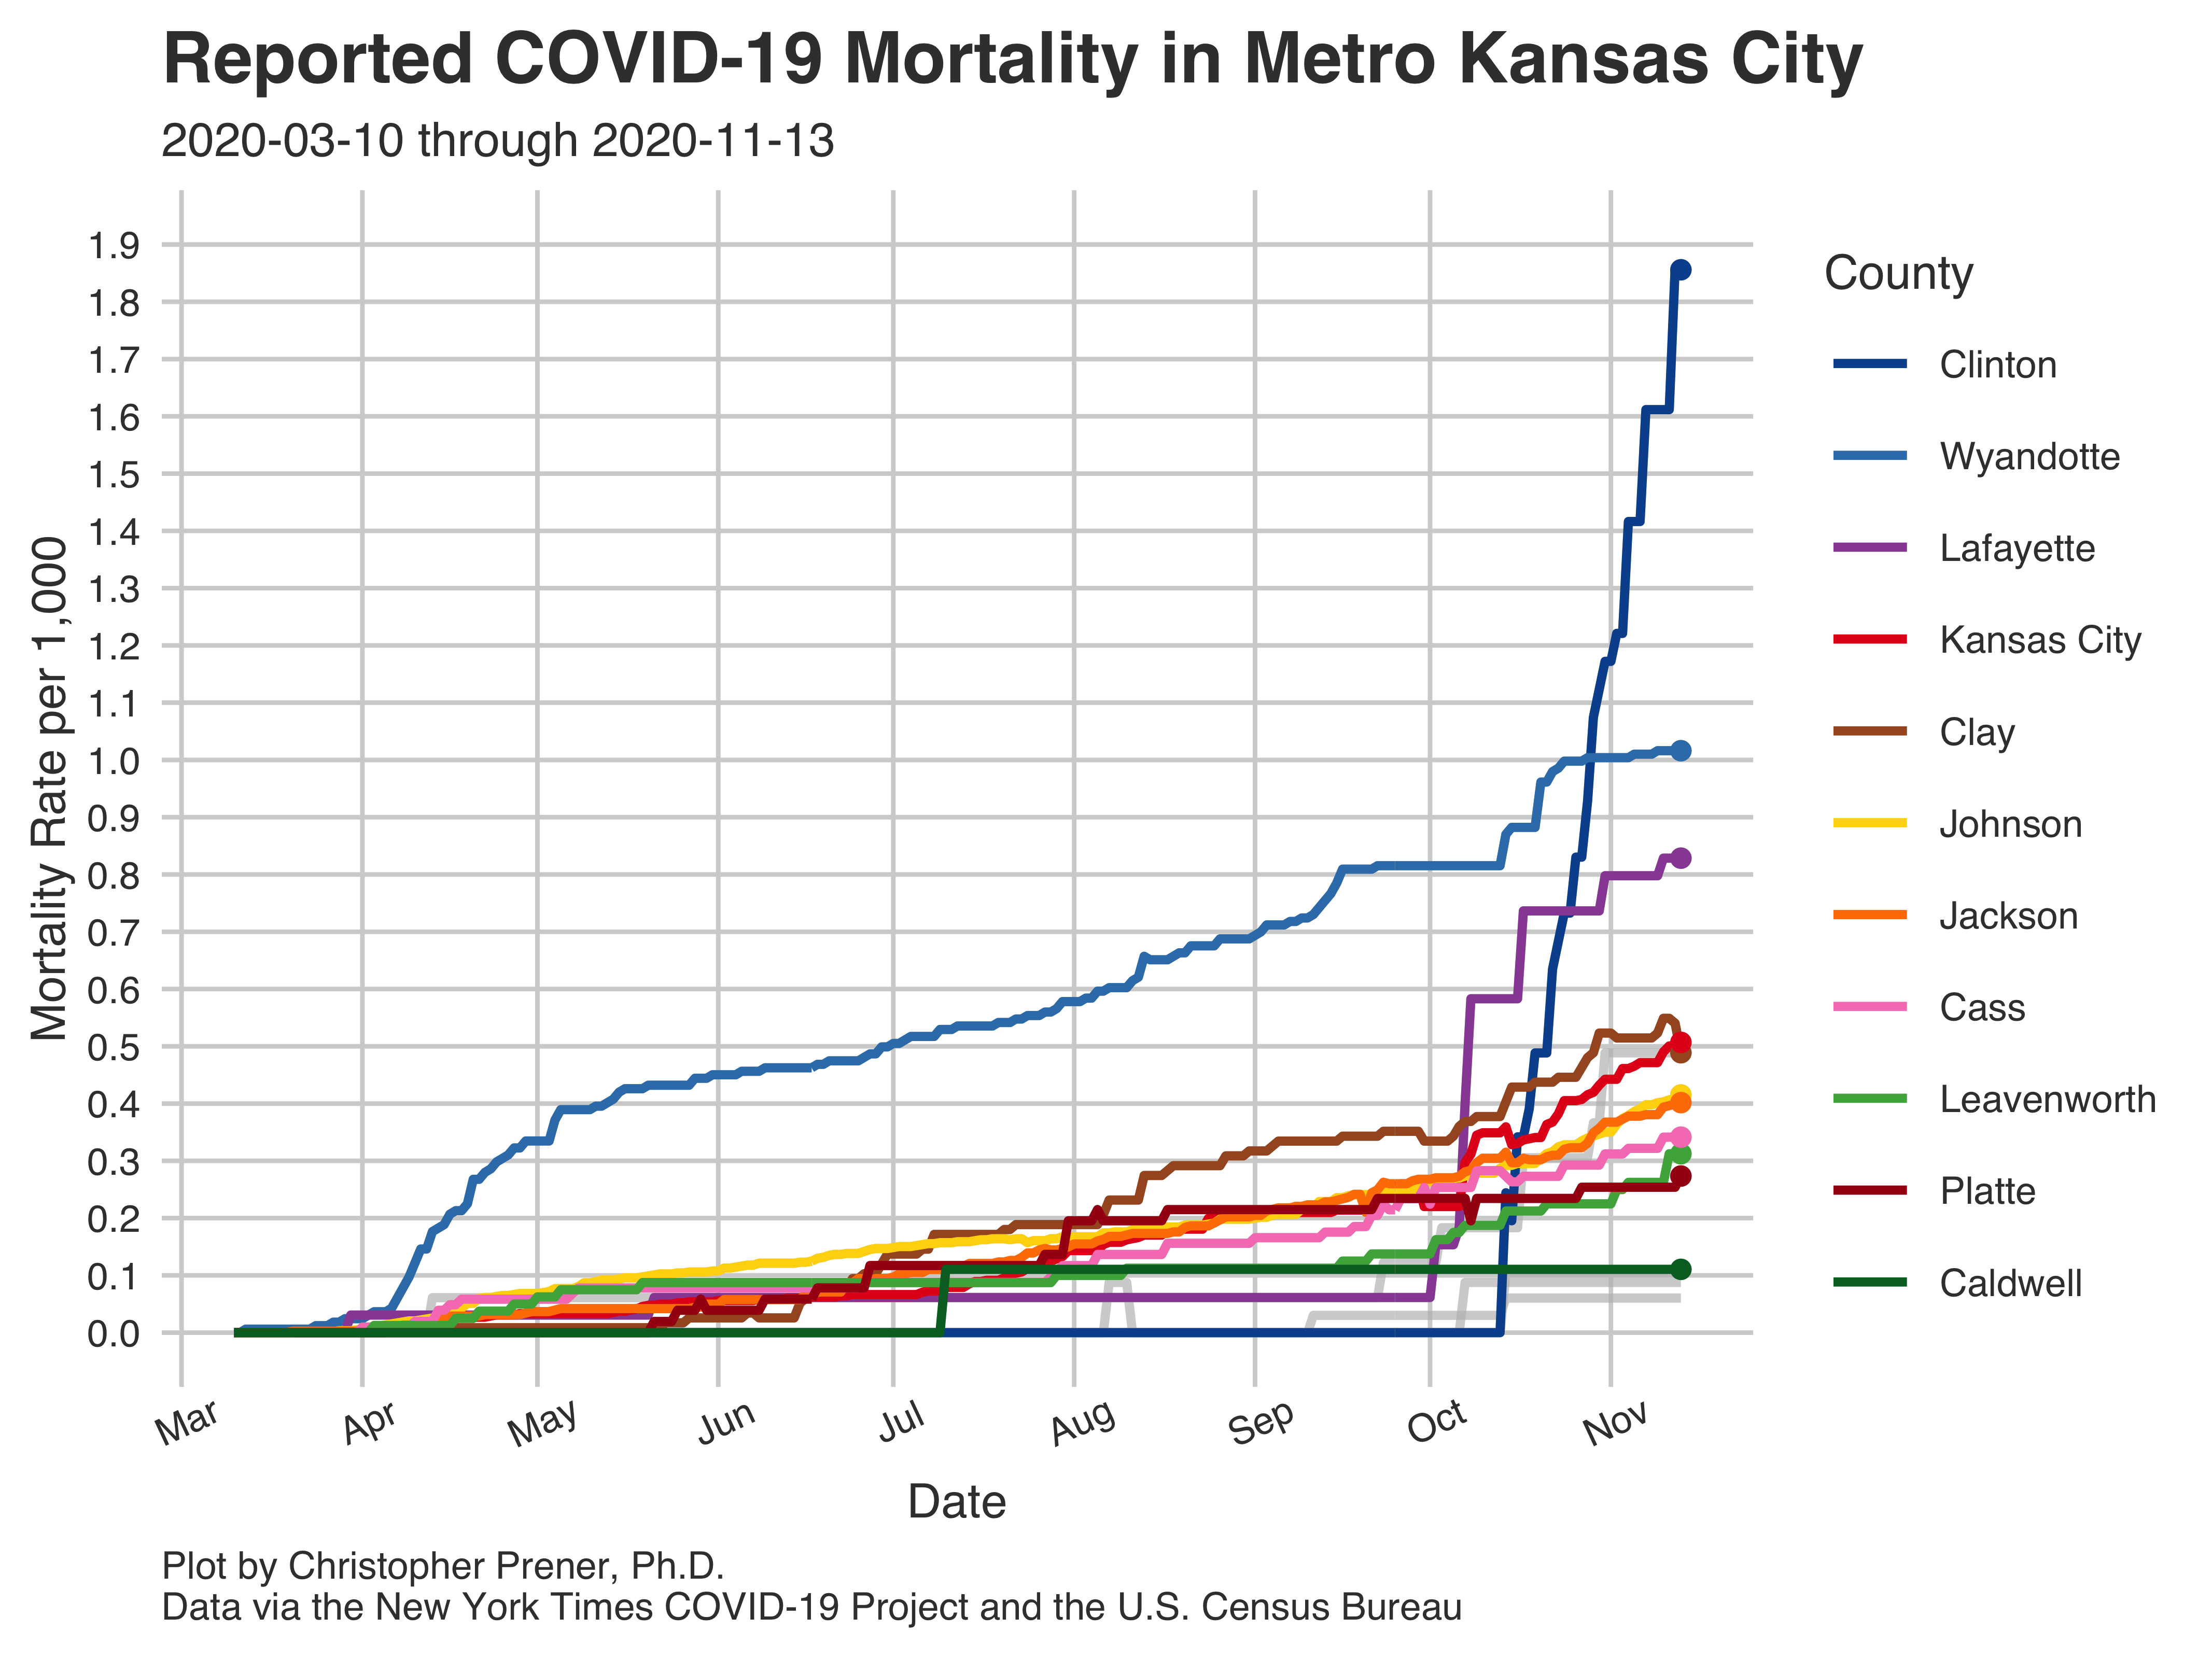 Reported COVID-19 Mortality in Metro Kansas City
2020-03-10 through 2020-11-13
Mortality Rate per 1,000
1.9
1.8
1.7
1.6
1.5
1.4
1.3
1.2
1.1
1.0
0.9
0.8
0.7
0.6
0.5
0.4
0.3
0.2
0.1
0.0
Mar Apr May Jun Jul Aug Sep Oct Nov
Date
County
Clinton
Wyandotte
Lafayette
Kansas City
Clay
Johnson
Jackson
Cass
Leavenworth
Platte
Caldwell
Plot by Christopher Prener, Ph.D.
Data via the New York Times COVID-19 Project and the U.S. Census Bureau